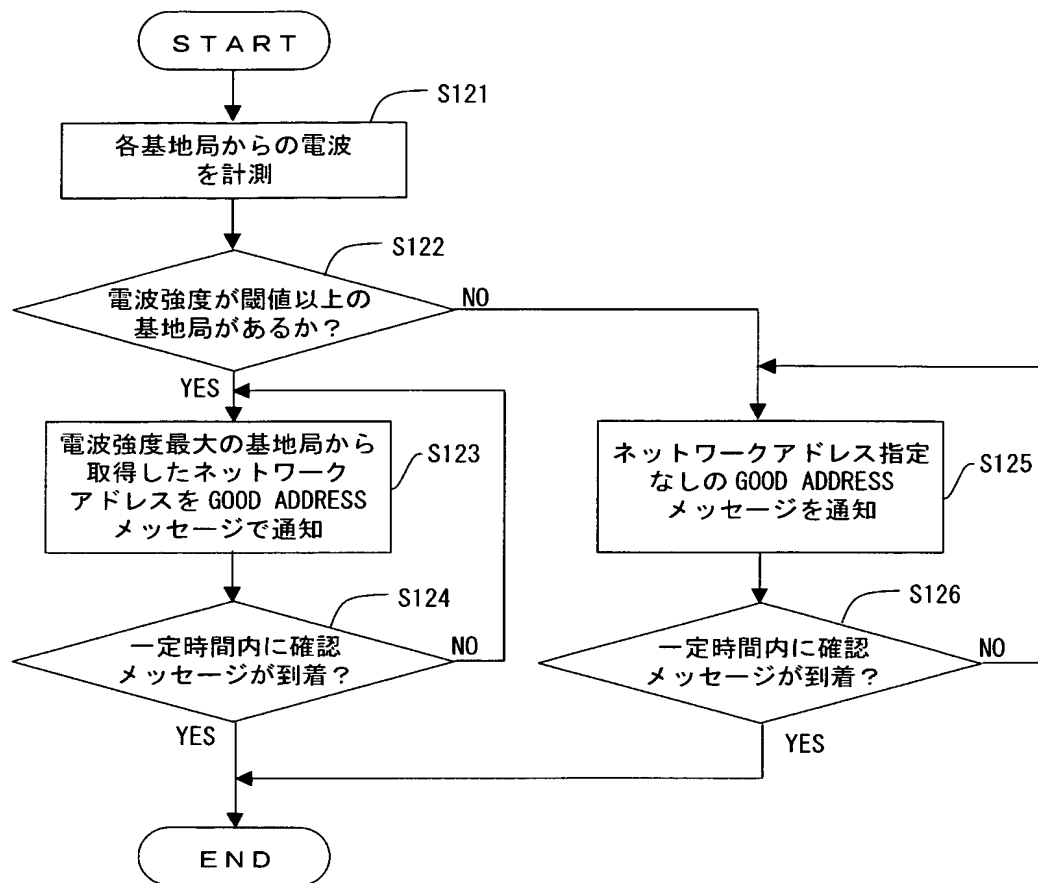 START
S121
各基地局からの電波
を計測
S122
電波強度が閾値以上の
基地局があるか?
NO
YES
電波強度最大の基地局から
取得したネットワーク
アドレスを GOOD ADDRESS
メッセージで通知
S123
ネットワークアドレス指定
なしの GOOD ADDRESS
メッセージを通知
S125
S124
一定時間内に確認
メッセージが到着?
NO
YES
S126
一定時間内に確認
メッセージが到着?
NO
YES
END